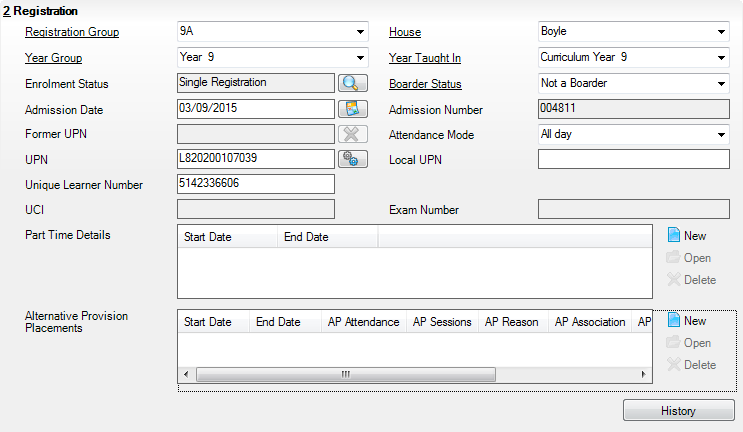 2 Registration
Registration Group 9A House Boyle
Year Group Year 9 Year Taught In Curriculum Year 9
Enrolment Status Single Registration Boarder Status Not a Boarder
Admission Date 03/09/2015 Admission Number 004811
Former UPN Attendance Mode All day
UPN L820200107039 Local UPN
Unique Learner Number 5142336606
UCI Exam Number
Part Time Details Start Date End Date New
Open
Delete
Alternative Provision
Placements Start Date End Date AP Attendance AP Sessions AP Reason AP Association AP New
Open
Delete
History